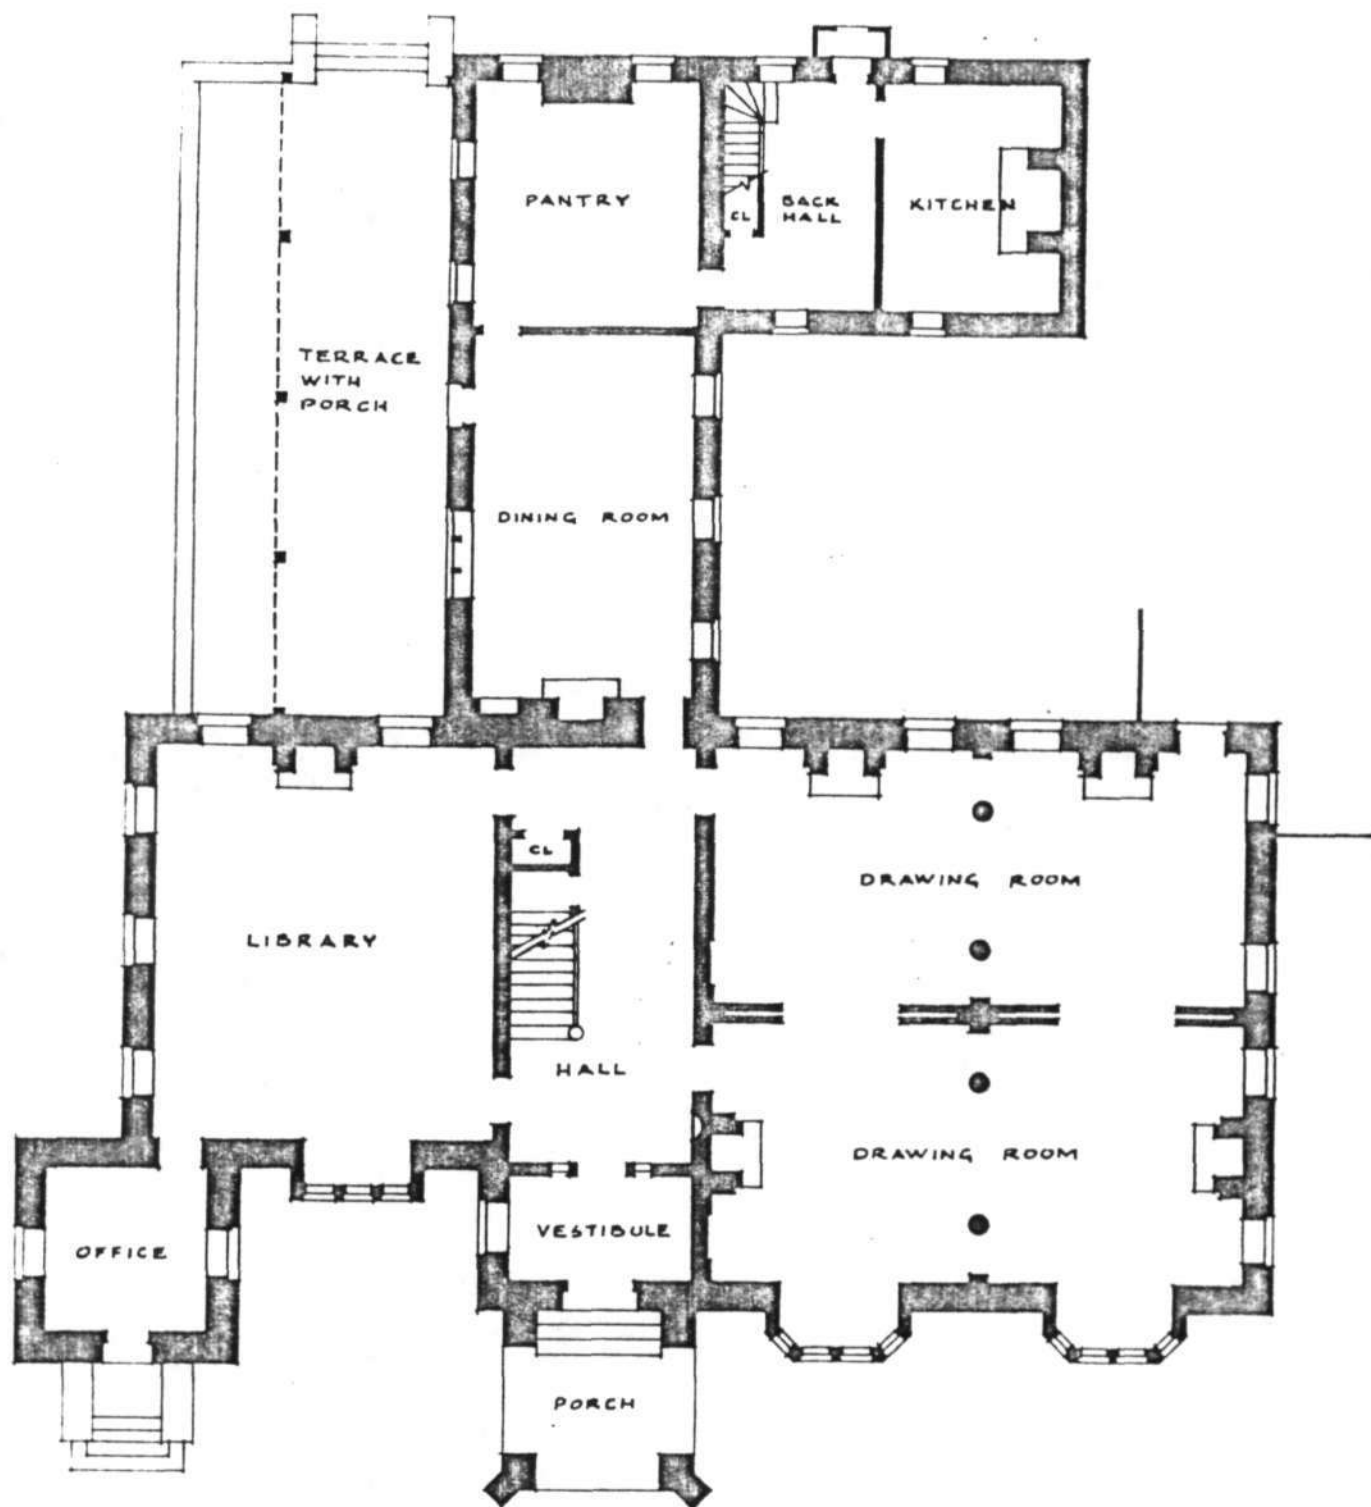 PANTRY
CL
BACK
HALL
KITCHEN
TERRACE
WITH
PORCH
DINING ROOM
CL
DRAWING ROOM
LIBRARY
HALL
DRAWING ROOM
OFFICE
VESTIBULE
PORCH